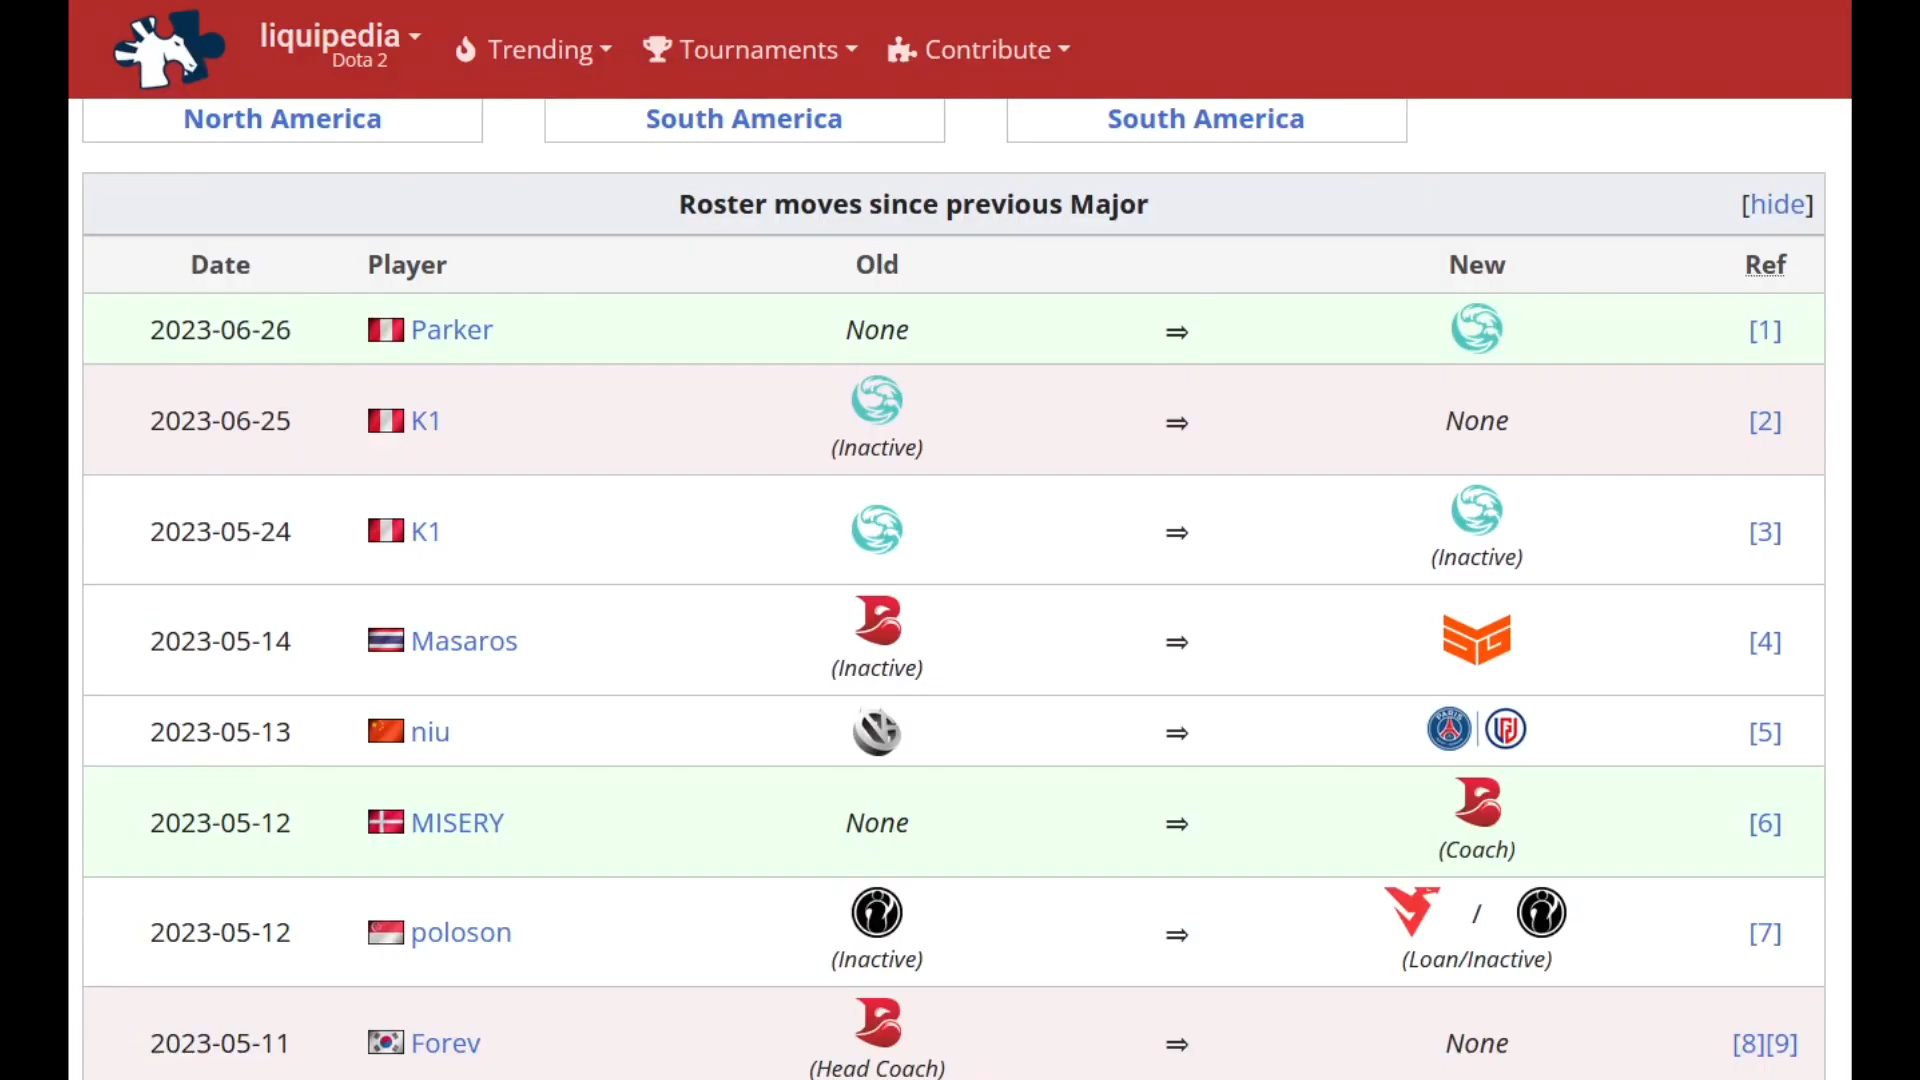 liquipedia
Dota 2
Trending
Tournaments
Contribute
North America
South America
South America
Roster moves since previous Major
[hide]
Date Player Old New Ref
2023-06-26 Parker None ⇒ [1]
2023-06-25 K1 (Inactive) ⇒ None [2]
2023-05-24 K1 ⇒ (Inactive) [3]
2023-05-14 Masaros (Inactive) ⇒ [4]
2023-05-13 niu ⇒ [5]
2023-05-12 MISERY None ⇒ (Coach) [6]
2023-05-12 poloson (Inactive) ⇒ / (Loan/Inactive) [7]
2023-05-11 Forev (Head Coach) ⇒ None [8][9]